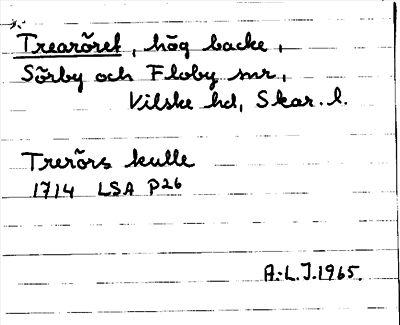 Trearöret, hög backe,
Sörby och Floby snr,
Vilske hd, Skar. l.
Trerörs kulle
1714 LSA P26
A.-L.J.1965.